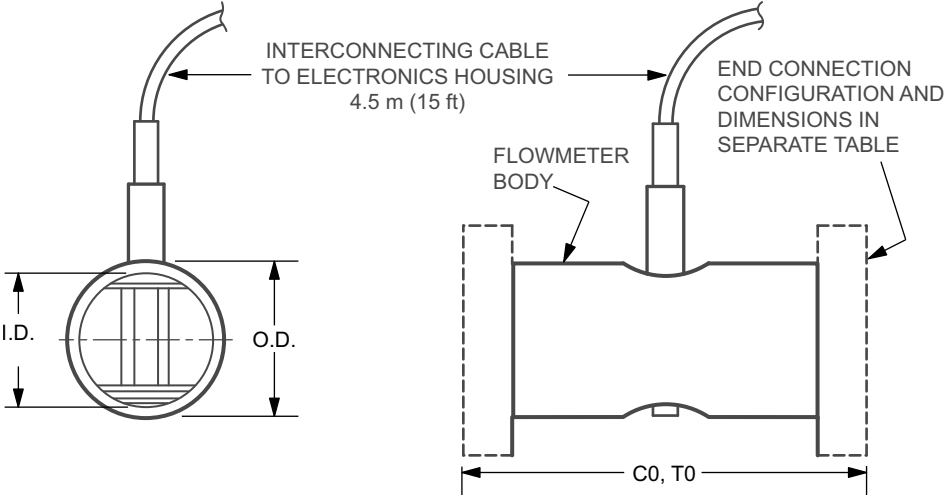 INTERCONNECTING CABLE
TO ELECTRONICS HOUSING
4.5 m (15 ft)
END CONNECTION
CONFIGURATION AND
DIMENSIONS IN
SEPARATE TABLE
FLOWMETER
BODY
I.D.
O.D.
C0, T0